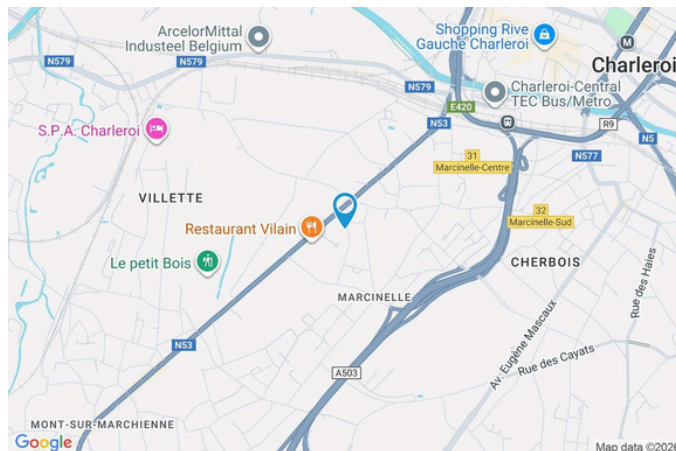 ArcelorMittal
Industeel Belgium
Shopping Rive
Gauche Charleroi
M
Charleroi
N579
N579
N579
Charleroi-Central
TEC Bus/Métro
E420
N53
R9
N5
S.P.A. Charleroi
31
Marcinelle-Centre
N577
VILLETTE
32
Marcinelle-Sud
Restaurant Vilain
Le petit Bois
CHERBOIS
Rue des Haies
MARCINELLE
Av. Eugène Mascaux
N53
Rue des Cayats
A503
MONT-SUR-MARCHIENNE
Google
Map data ©2026